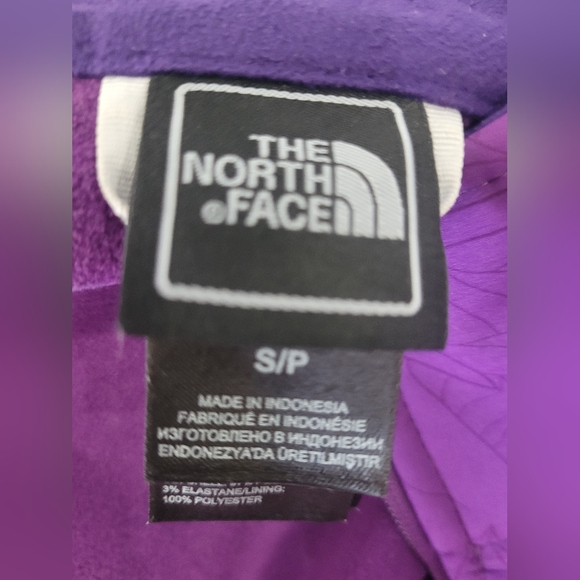 THE
NORTH
® FACE
S/P
MADE IN INDONESIA
FABRIQUÉ EN INDONÉSIE
ИЗГОТОВЛЕНО В ИНДОНЕЗИИ
ENDONEZYA'DA ÜRETILMIŞTIR
3% ELASTANE/LINING:
100% POLYESTER